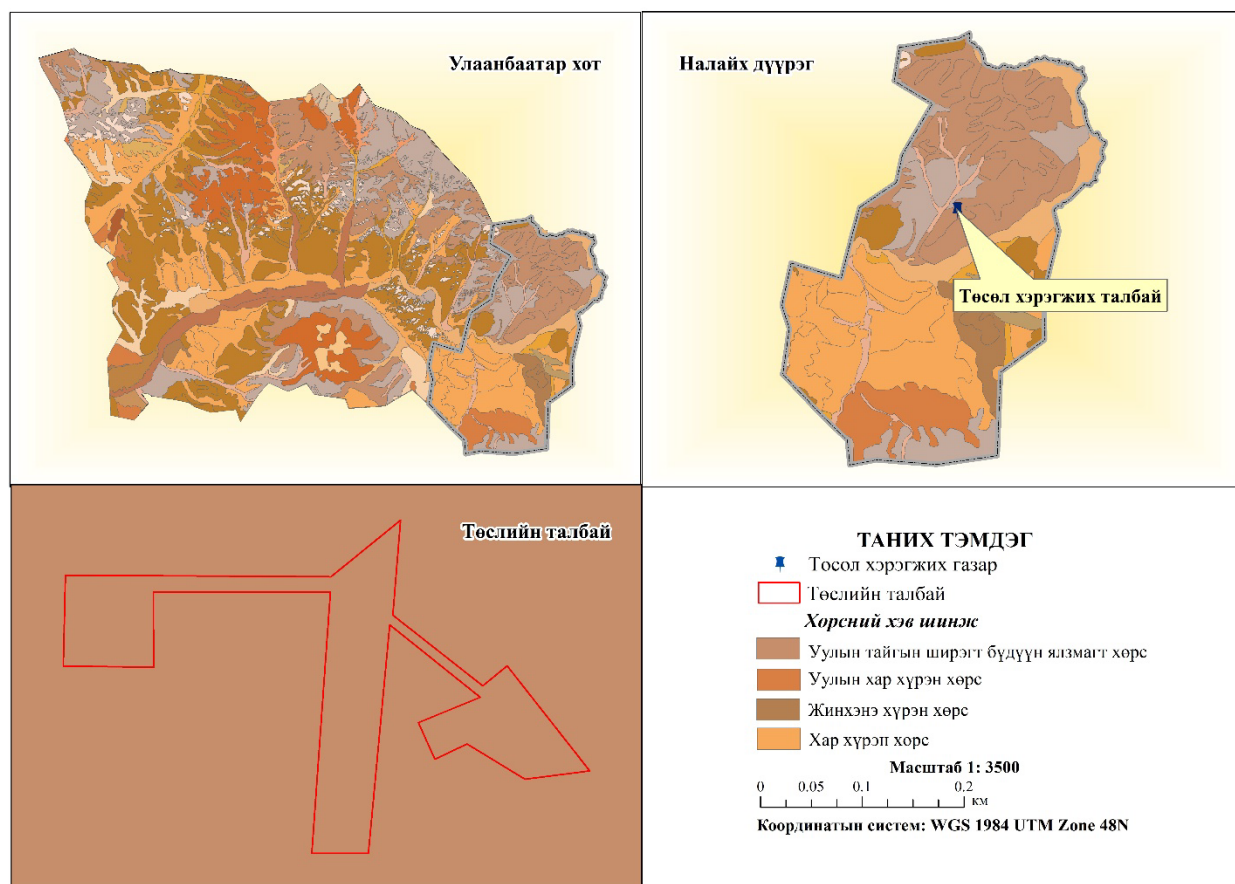 Улаанбаатар хот
Налайх дүүрэг
Төсөл хэрэгжих талбай
Төслийн талбай
ТАНИХ ТЭМДЭГ
Төсөл хэрэгжих газар
Төслийн талбай
Хөрсний хэв шинж
Уулын тайгын ширэгт бүдүүн ялзмагт хөрс
Уулын хар хүрэн хөрс
Жинхэнэ хүрэн хөрс
Хар хүрэн хөрс
Масштаб 1: 3500
0 0.05 0.1 0.2
км
Координатын систем: WGS 1984 UTM Zone 48N